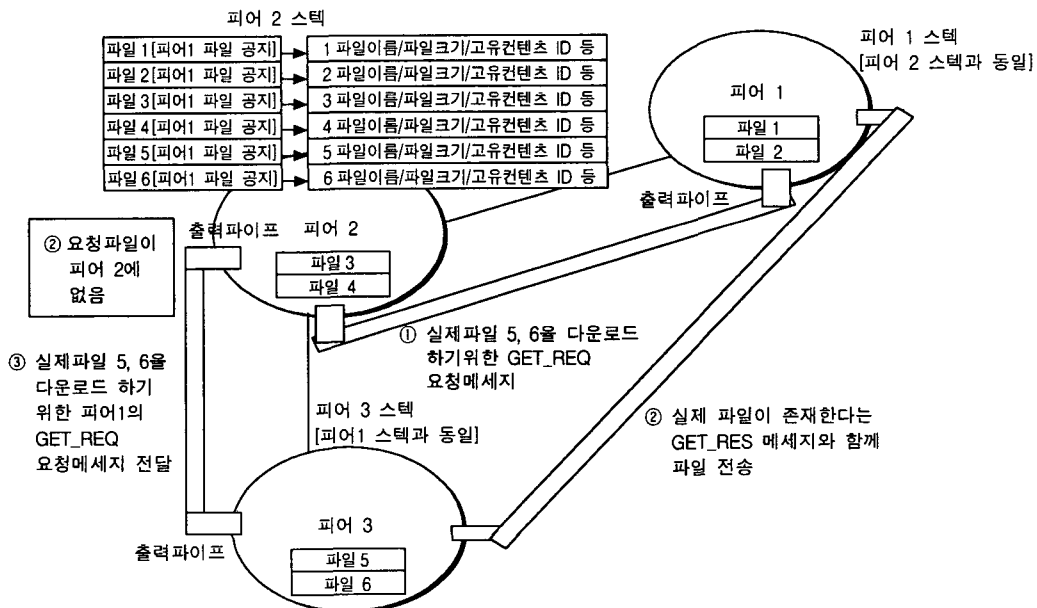 피어 2 스텍
파일 1[피어1 파일 공지] 1 파일이름/파일크기/고유컨텐츠 ID 등
파일 2[피어1 파일 공지] 2 파일이름/파일크기/고유컨텐츠 ID 등
파일 3[피어1 파일 공지] 3 파일이름/파일크기/고유컨텐츠 ID 등
파일 4[피어1 파일 공지] 4 파일이름/파일크기/고유컨텐츠 ID 등
파일 5[피어1 파일 공지] 5 파일이름/파일크기/고유컨텐츠 ID 등
파일 6[피어1 파일 공지] 6 파일이름/파일크기/고유컨텐츠 ID 등
피어 1 스텍
[피어 2 스텍과 동일]
피어 1
파일 1
파일 2
출력파이프
출력파이프
피어 2
파일 3
파일 4
② 요청파일이
피어 2에
없음
① 실제파일 5, 6을 다운로드
하기위한 GET_REQ
요청메세지
③ 실제파일 5, 6을
다운로드 하기
위한 피어1의
GET_REQ
요청메세지 전달
피어 3 스텍
[피어1 스텍과 동일]
② 실제 파일이 존재한다는
GET_RES 메세지와 함께
파일 전송
출력파이프
피어 3
파일 5
파일 6